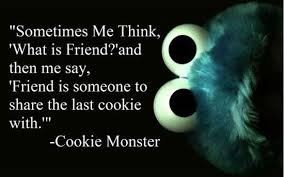 "Sometimes Me Think,
'What is Friend?'and
then me say,
'Friend is someone to
share the last cookie
with.'"
-Cookie Monster